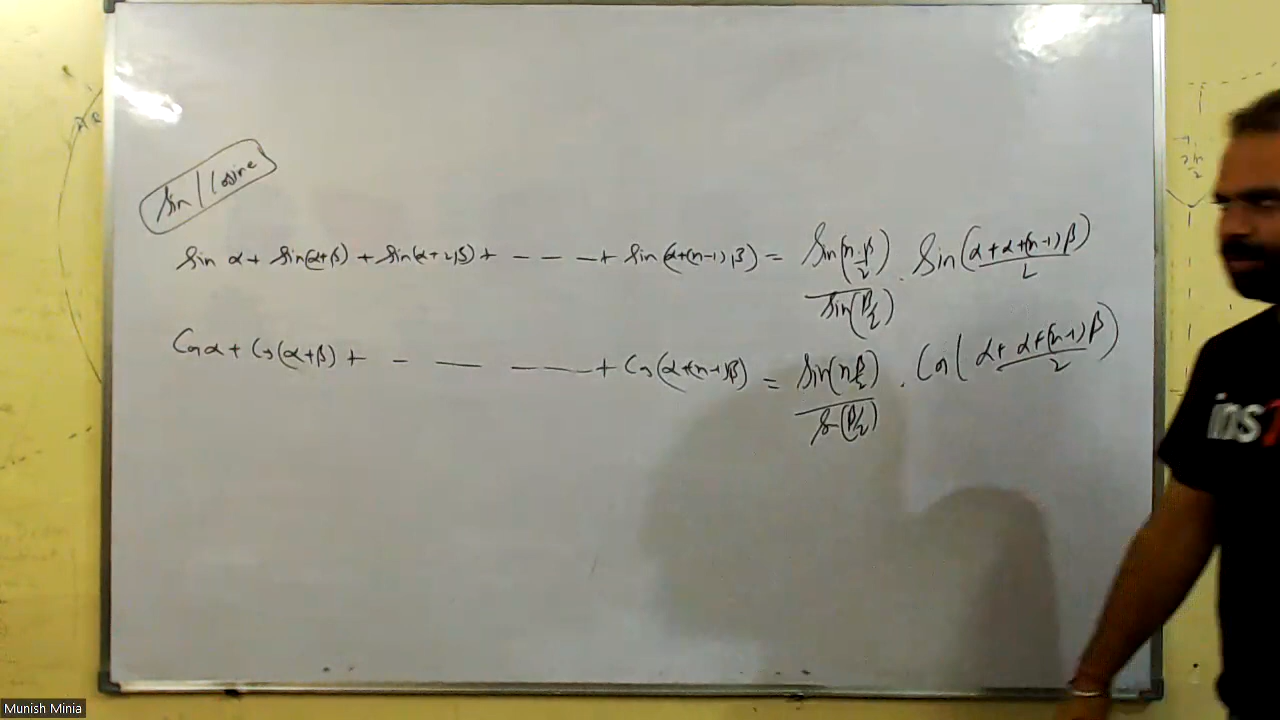 Sin | Cosine
Sin α + Sin(α+β) + Sin(α+2β) + - - - + Sin(α+(n-1)β) = Sin(n·β/2) / Sin(β/2) · Sin(α+α+(n-1)β / 2)
Cos α + Cos(α+β) + - - - + Cos(α+(n-1)β) = Sin(nβ/2) / Sin(β/2) · Cos(α+α+(n-1)β / 2)
ins
Munish Minia